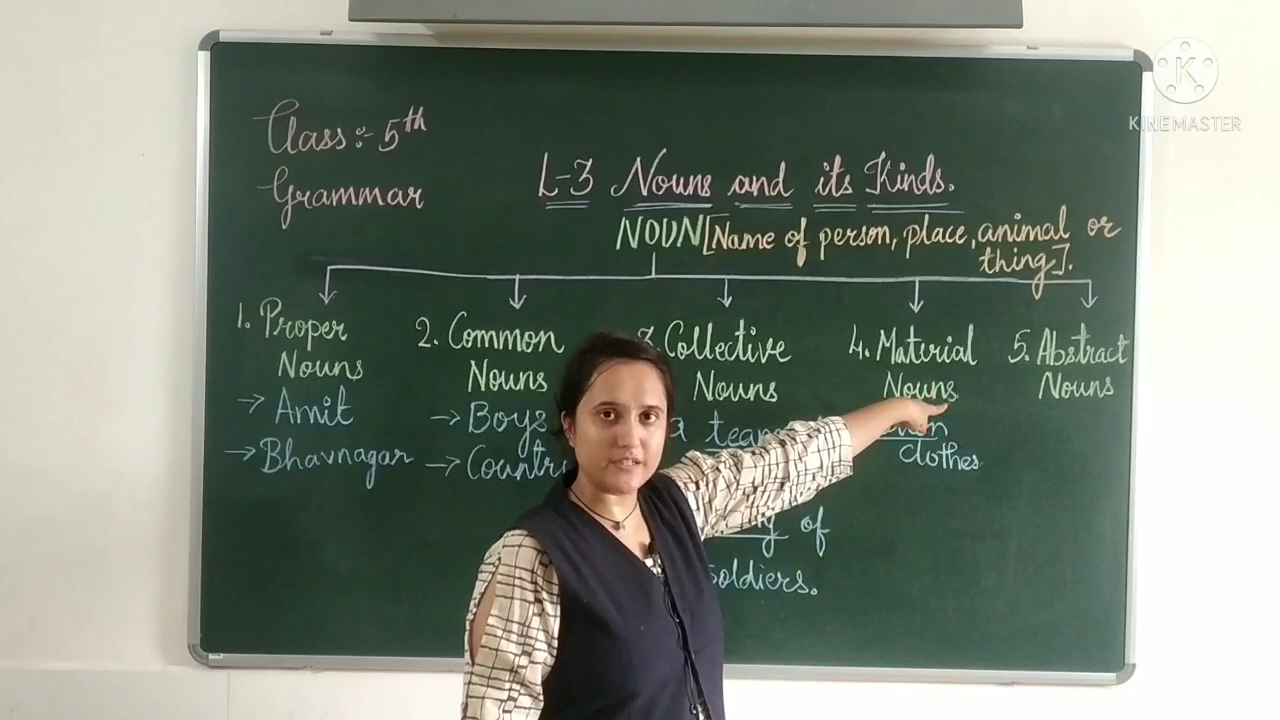 Class:- 5th
Grammar
L-3 Nouns and its Kinds.
NOUN [Name of person, place, animal or
thing].
1. Proper
Nouns
→ Amit
→ Bhavnagar
2. Common
Nouns
→ Boys
→
3. Collective
Nouns
a team
of
soldiers.
4. Material
Nouns
clothes.
5. Abstract
Nouns
KINEMASTER